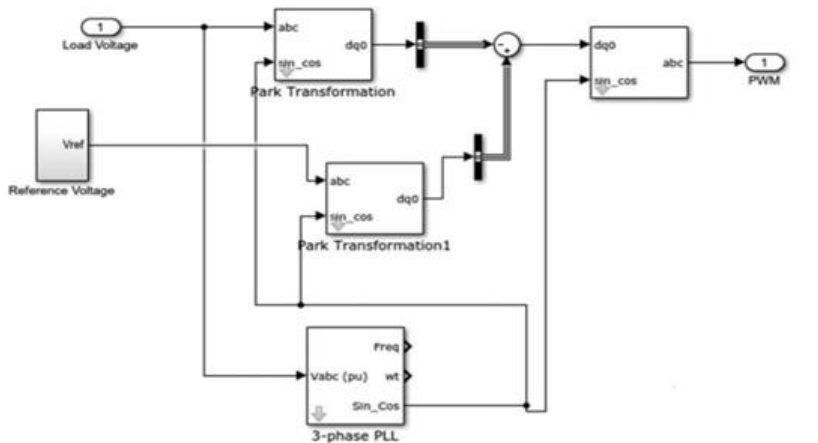 1
Load Voltage
abc
dq0
sin_cos
Park Transformation
- +
dq0
abc
sin_cos
1
PWM
Vref
Reference Voltage
abc
dq0
sin_cos
Park Transformation1
Freq
Vabc (pu)
wt
Sin_Cos
3-phase PLL